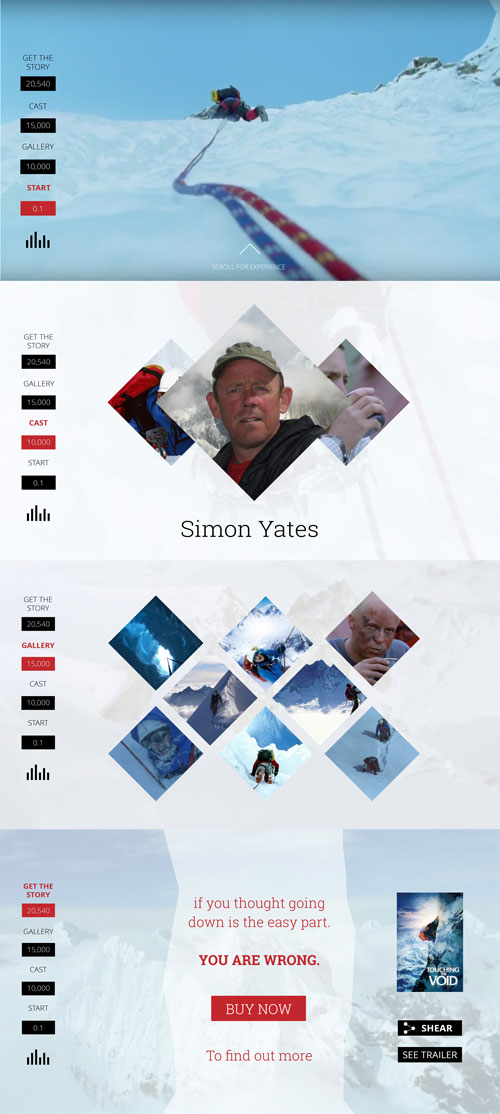 GET THE
STORY
20,540
CAST
15,000
GALLERY
10,000
START
0.1
SCROLL FOR EXPERIENCE
GET THE
STORY
20,540
GALLERY
15,000
CAST
10,000
START
0.1
Simon Yates
GET THE
STORY
20,540
GALLERY
15,000
CAST
10,000
START
0.1
GET THE
STORY
20,540
GALLERY
15,000
CAST
10,000
START
0.1
if you thought going
down is the easy part.
YOU ARE WRONG.
BUY NOW
To find out more
TOUCHING
THE
VOID
SHEAR
SEE TRAILER